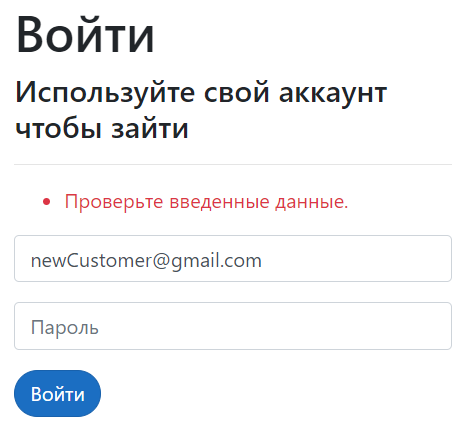 Войти
Используйте свой аккаунт
чтобы зайти
Проверьте введенные данные.
newCustomer@gmail.com
Пароль
Войти